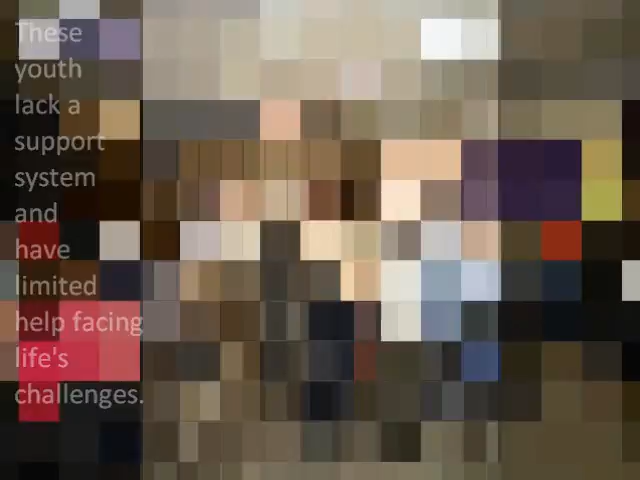 These
youth
lack a
support
system
and
have
limited
help facing
life's
challenges.